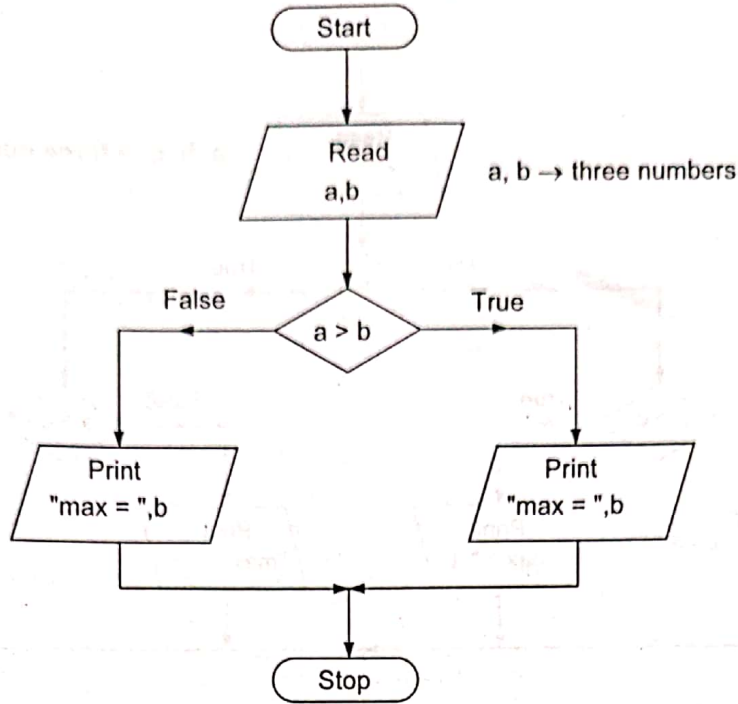 Start
Read
a,b
a, b → three numbers
False
True
a > b
Print
"max = ",b
Print
"max = ",b
Stop